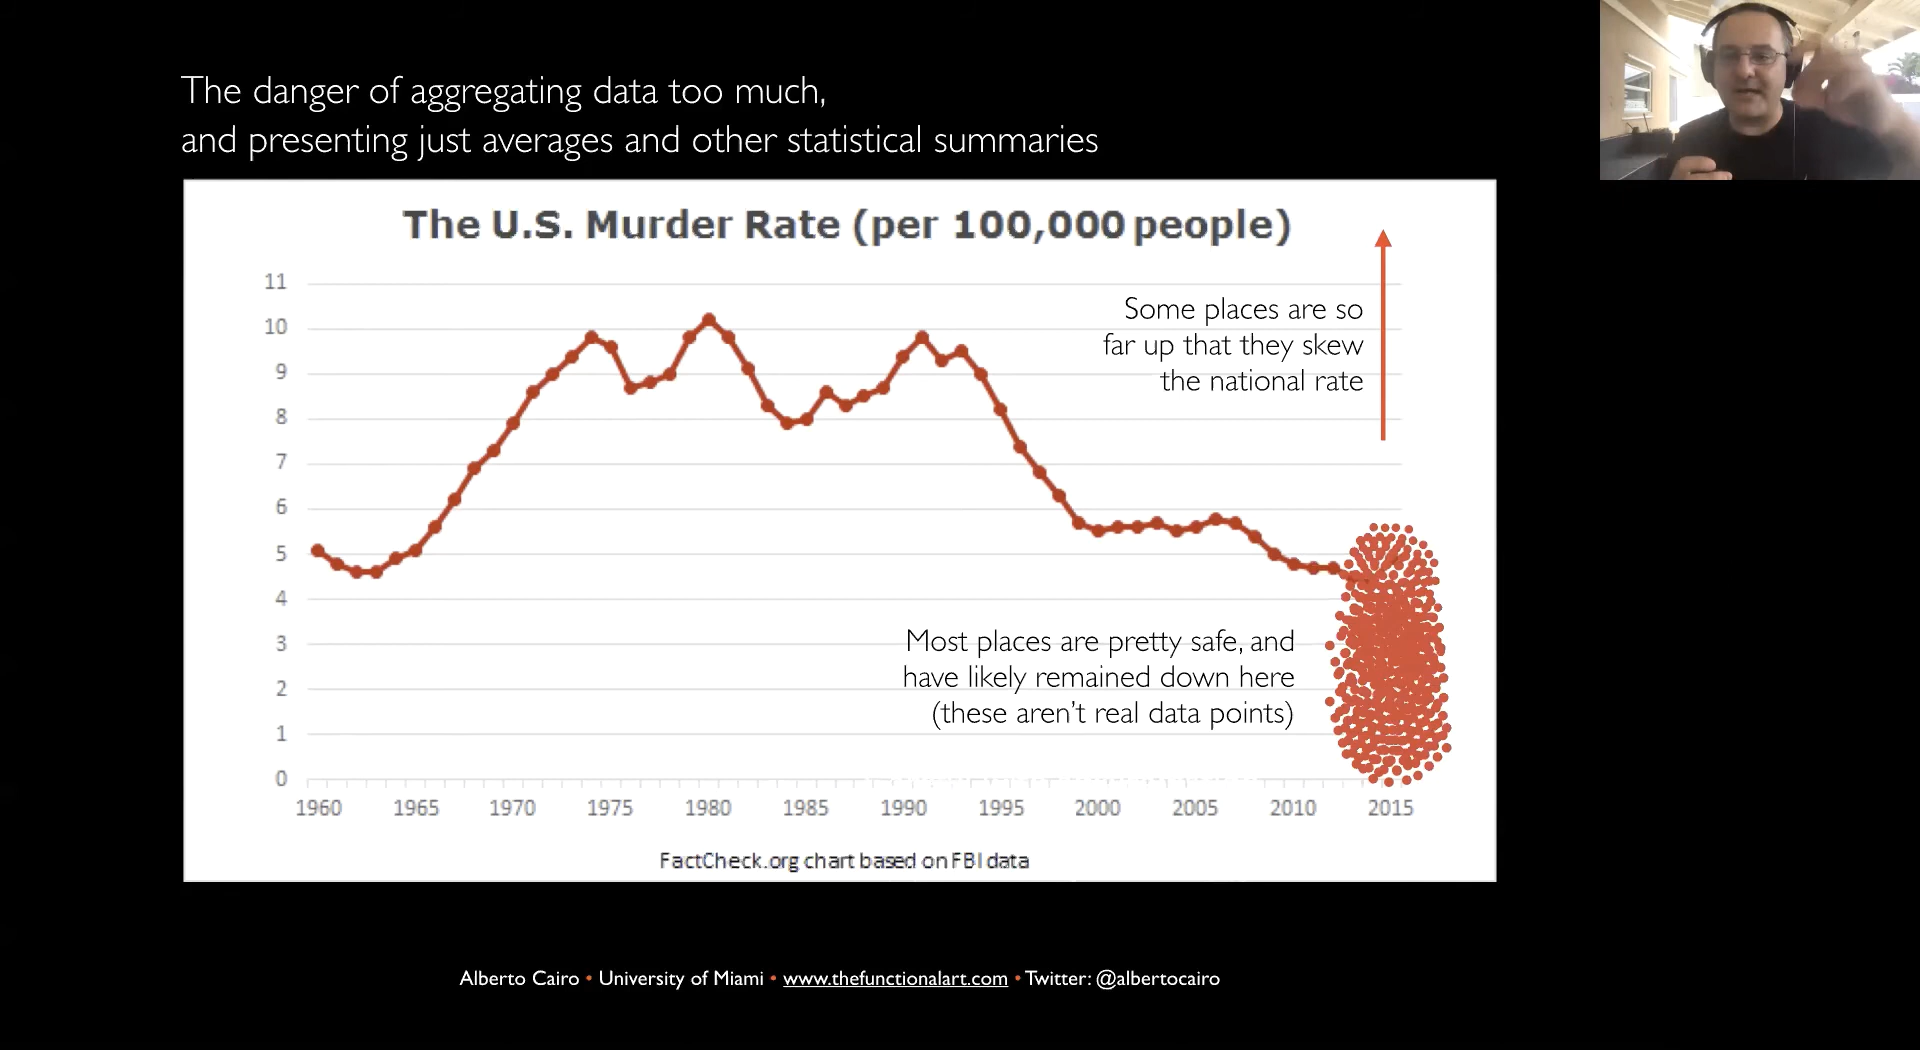 The danger of aggregating data too much,
and presenting just averages and other statistical summaries
The U.S. Murder Rate (per 100,000 people)
11
10
9
8
7
6
5
4
3
2
1
0
Some places are so
far up that they skew
the national rate
Most places are pretty safe, and
have likely remained down here
(these aren't real data points)
1960 1965 1970 1975 1980 1985 1990 1995 2000 2005 2010 2015
FactCheck.org chart based on FBI data
Alberto Cairo • University of Miami • www.thefunctionalart.com • Twitter: @albertocairo